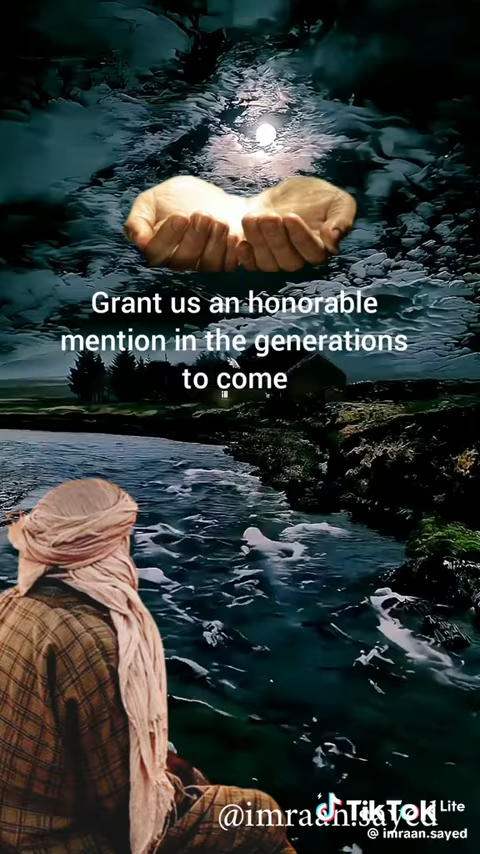 Grant us an honorable
mention in the generations
to come
@imraan.sayed
TikTok Lite
@ imraan.sayed